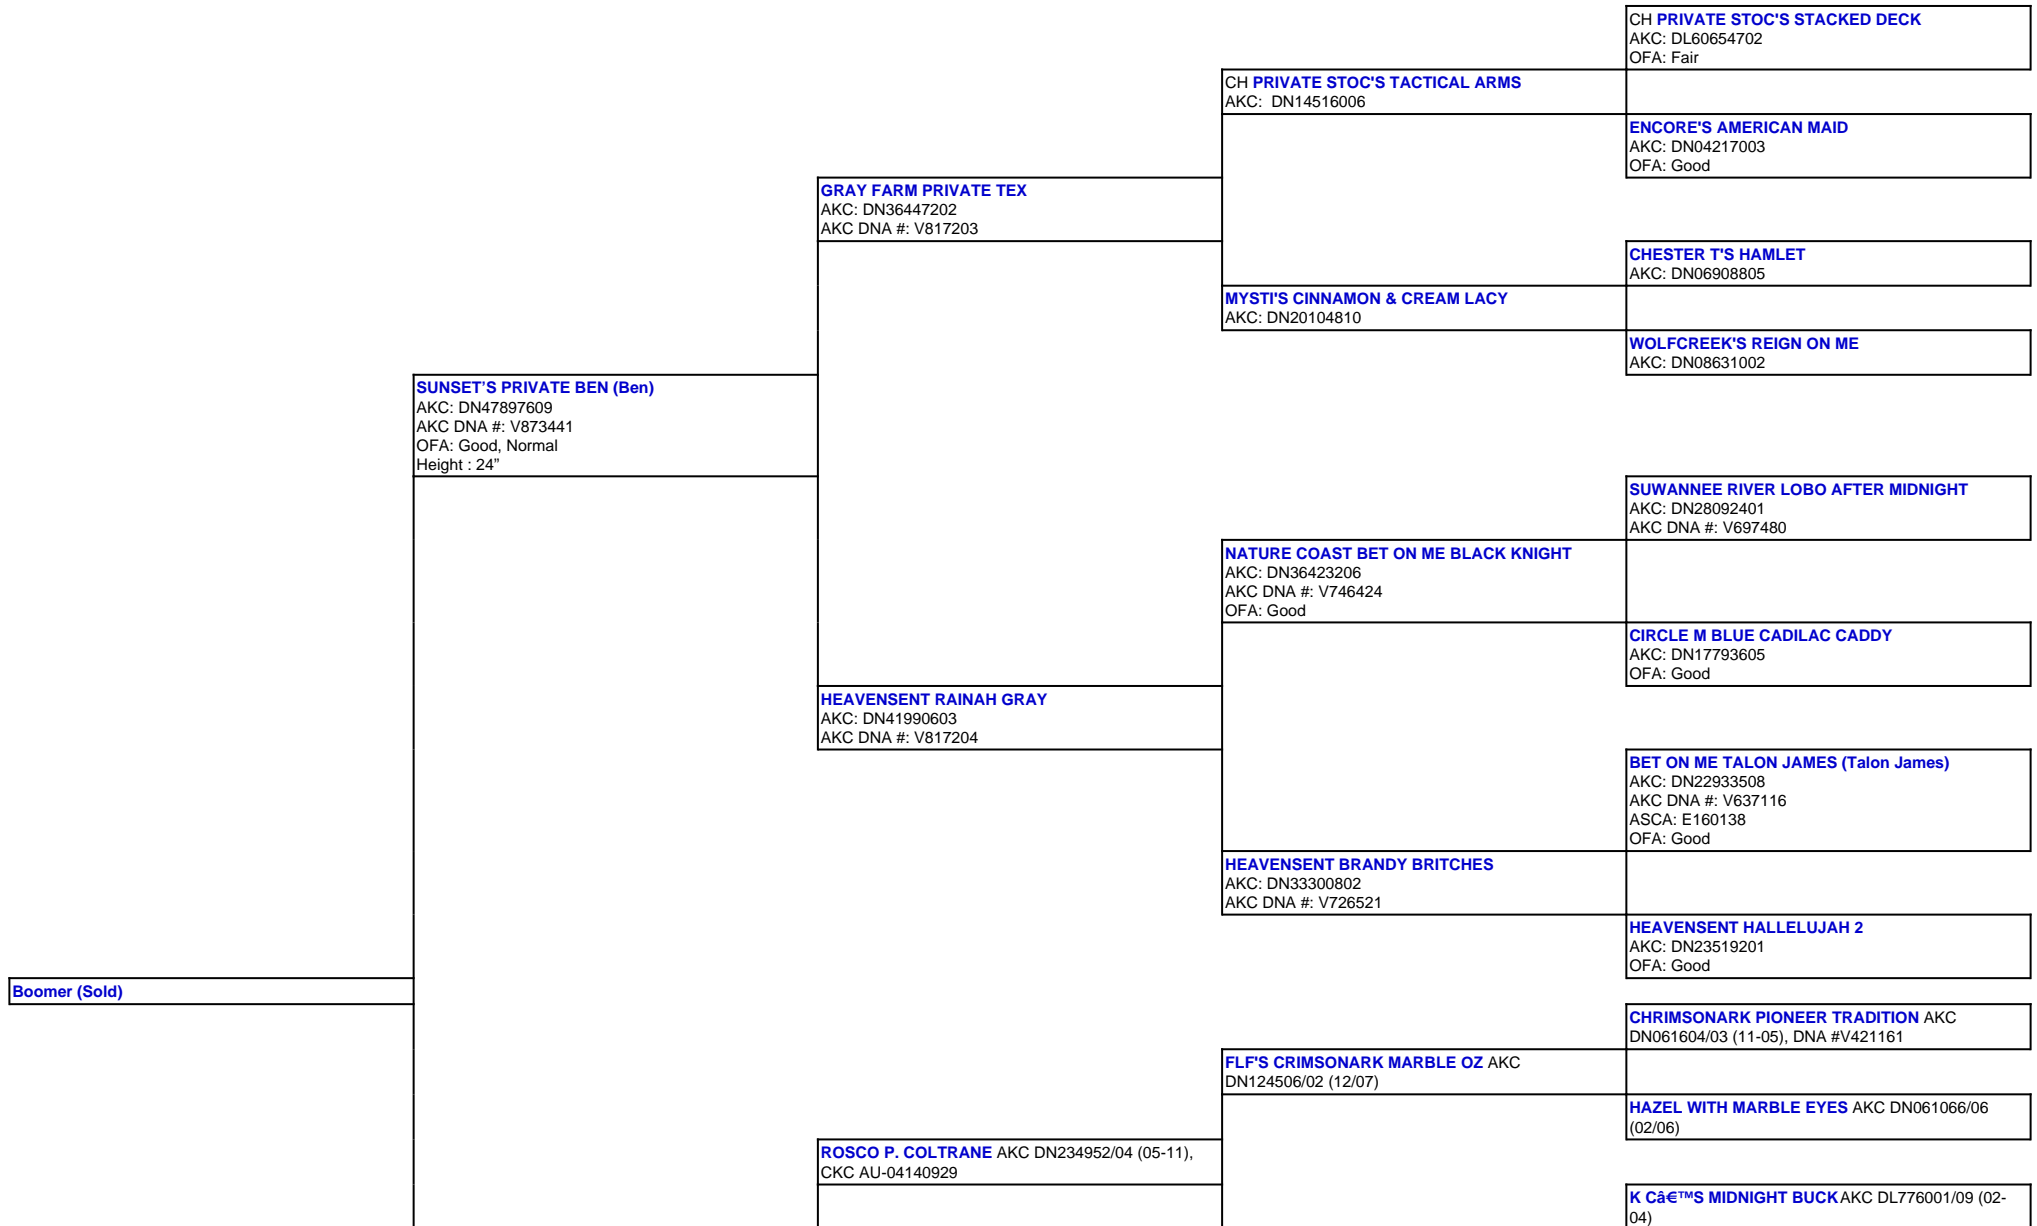 CH PRIVATE STOC'S STACKED DECK
AKC: DL60654702
OFA: Fair
CH PRIVATE STOC'S TACTICAL ARMS
AKC:  DN14516006
ENCORE'S AMERICAN MAID
AKC: DN04217003
OFA: Good
GRAY FARM PRIVATE TEX
AKC: DN36447202
AKC DNA #: V817203
CHESTER T'S HAMLET
AKC: DN06908805
MYSTI'S CINNAMON & CREAM LACY
AKC: DN20104810
WOLFCREEK'S REIGN ON ME
AKC: DN08631002
SUNSET’S PRIVATE BEN (Ben)
AKC: DN47897609
AKC DNA #: V873441
OFA: Good, Normal
Height : 24”
SUWANNEE RIVER LOBO AFTER MIDNIGHT
AKC: DN28092401
AKC DNA #: V697480
NATURE COAST BET ON ME BLACK KNIGHT
AKC: DN36423206
AKC DNA #: V746424
OFA: Good
CIRCLE M BLUE CADILAC CADDY
AKC: DN17793605
OFA: Good
HEAVENSENT RAINAH GRAY
AKC: DN41990603
AKC DNA #: V817204
BET ON ME TALON JAMES (Talon James)
AKC: DN22933508
AKC DNA #: V637116
ASCA: E160138
OFA: Good
HEAVENSENT BRANDY BRITCHES
AKC: DN33300802
AKC DNA #: V726521
HEAVENSENT HALLELUJAH 2
AKC: DN23519201
OFA: Good
Boomer (Sold)
CHRIMSONARK PIONEER TRADITION AKC
DN061604/03 (11-05), DNA #V421161
FLF'S CRIMSONARK MARBLE OZ AKC
DN124506/02 (12/07)
HAZEL WITH MARBLE EYES AKC DN061066/06
(02/06)
ROSCO P. COLTRANE AKC DN234952/04 (05-11),
CKC AU-04140929
K Câ€™S MIDNIGHT BUCK AKC DL776001/09 (02-
04)